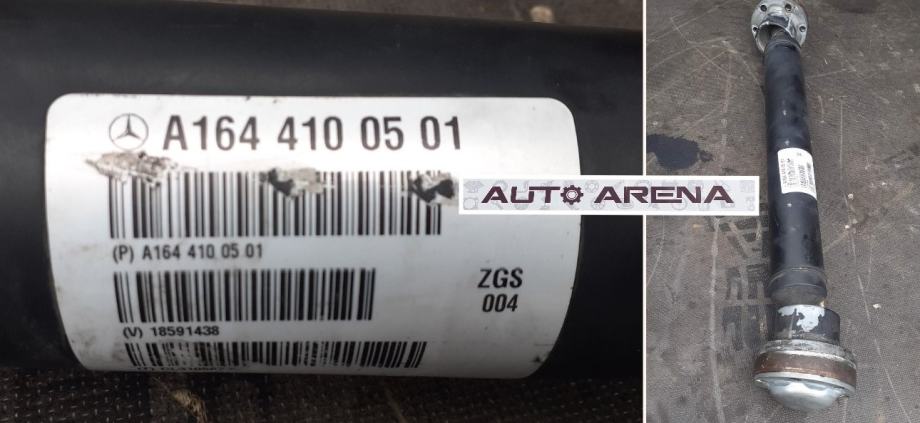 A164 410 05 01
(P) A164 410 05 01
ZGS
004
(V) 18591438
AUTO ARENA